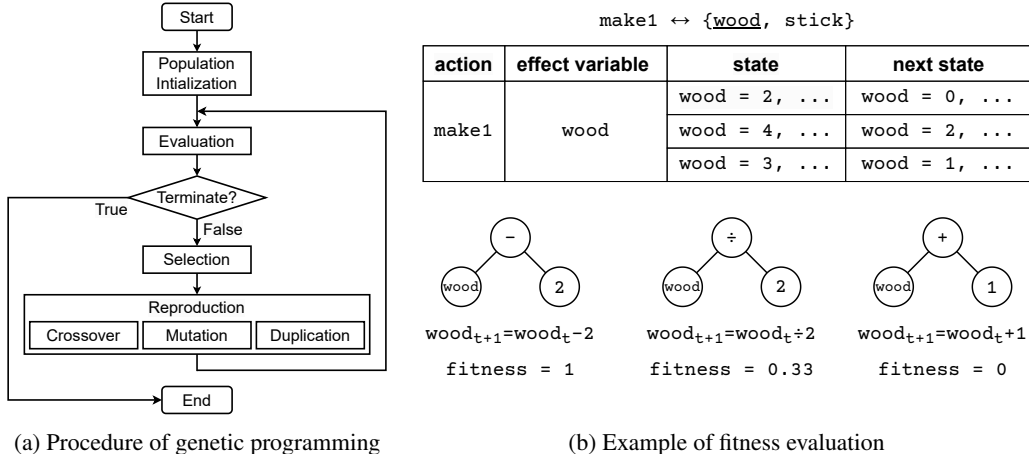 Start
Population
Intialization
Evaluation
Terminate?
True
False
Selection
Reproduction
Crossover Mutation Duplication
End
(a) Procedure of genetic programming
make1 ↔ {wood, stick}
action effect variable state next state
make1 wood
wood = 2, ... wood = 0, ...
wood = 4, ... wood = 2, ...
wood = 3, ... wood = 1, ...
− ÷ +
wood 2 wood 2 wood 1
wood_{t+1}=wood_t−2 wood_{t+1}=wood_t÷2 wood_{t+1}=wood_t+1
fitness = 1 fitness = 0.33 fitness = 0
(b) Example of fitness evaluation